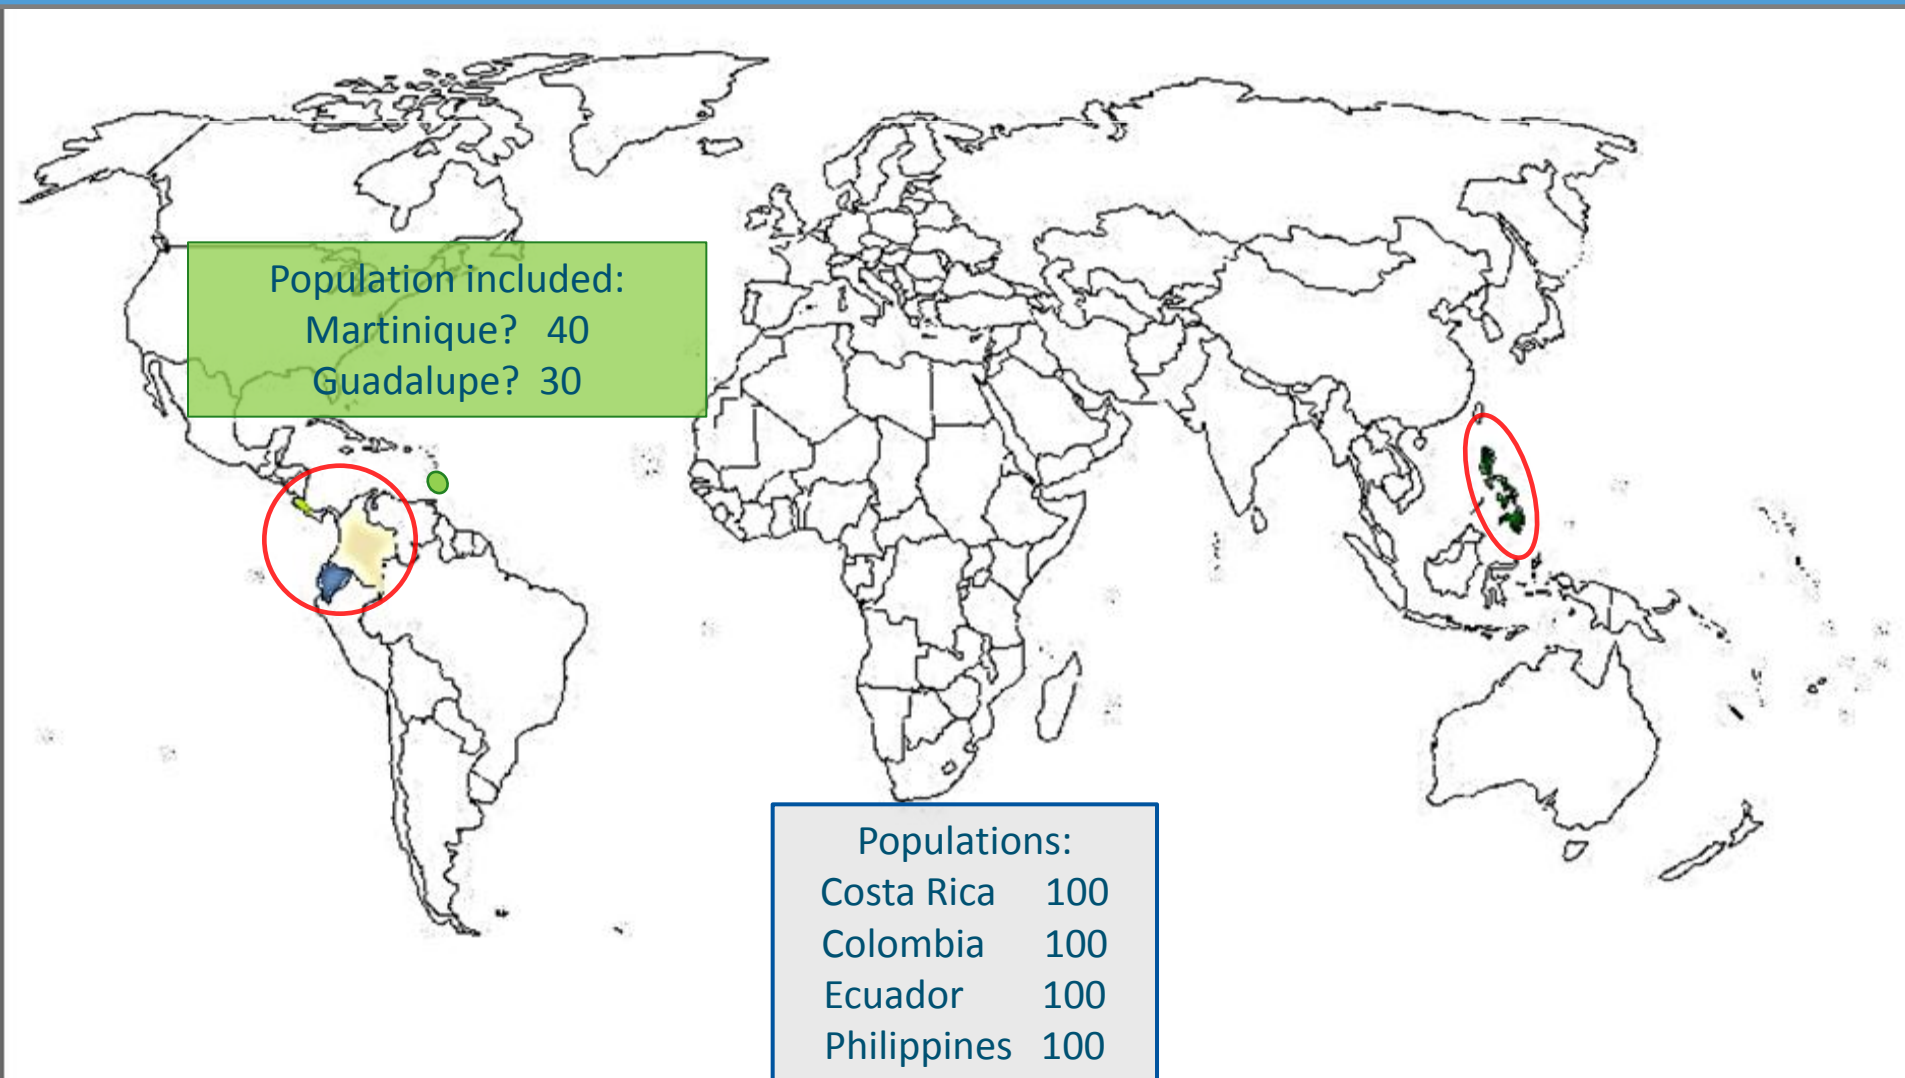 Population included:
Martinique? 40
Guadalupe? 30
Populations:
Costa Rica 100
Colombia 100
Ecuador 100
Philippines 100